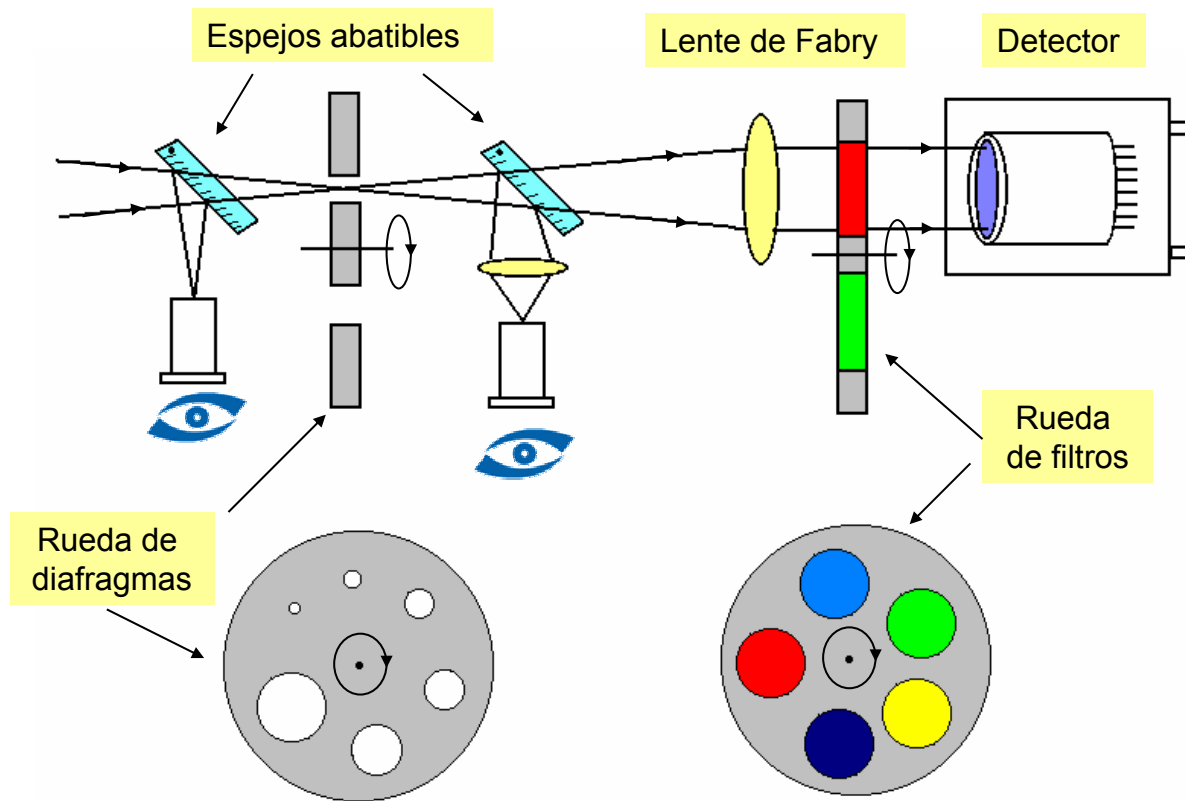 Espejos abatibles
Lente de Fabry
Detector
Rueda
de filtros
Rueda de
diafragmas